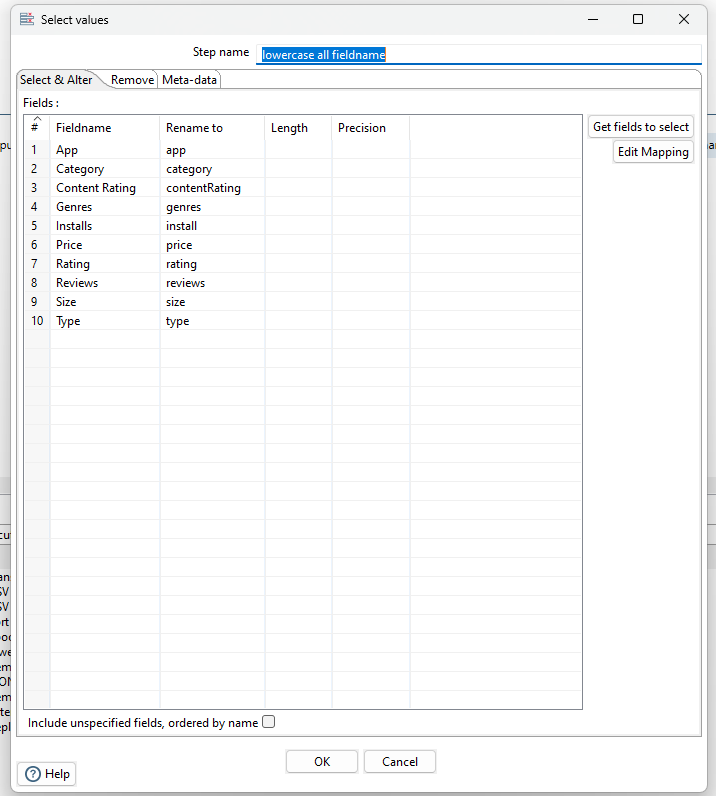 Select values
Step name lowercase all fieldname
Select & Alter Remove Meta-data
Fields :
# Fieldname Rename to Length Precision
1 App app
2 Category category
3 Content Rating contentRating
4 Genres genres
5 Installs install
6 Price price
7 Rating rating
8 Reviews reviews
9 Size size
10 Type type
Get fields to select
Edit Mapping
Include unspecified fields, ordered by name
OK Cancel
Help